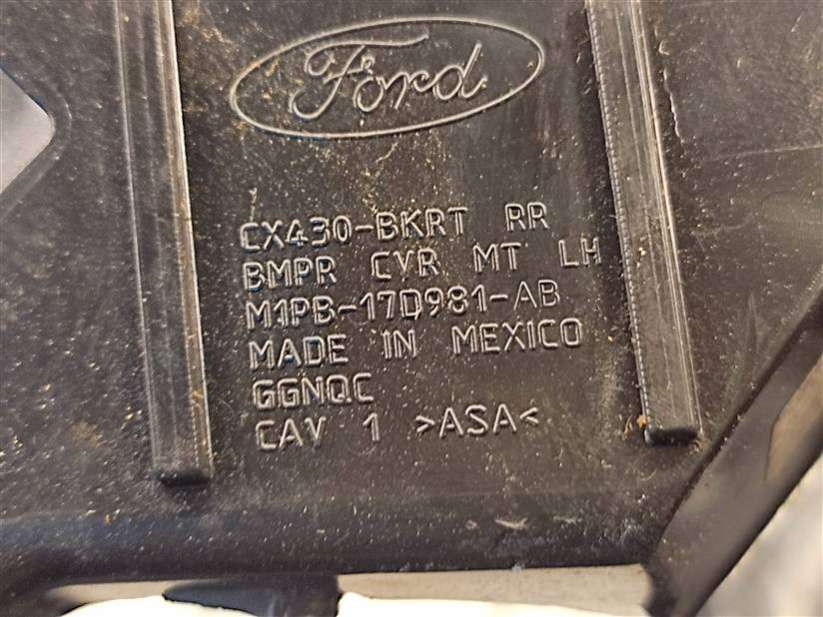 Ford
CX430-BKRT RR
BMPR CVR MT LH
M1PB-17D981-AB
MADE IN MEXICO
GGNQC
CAV 1 >ASA<